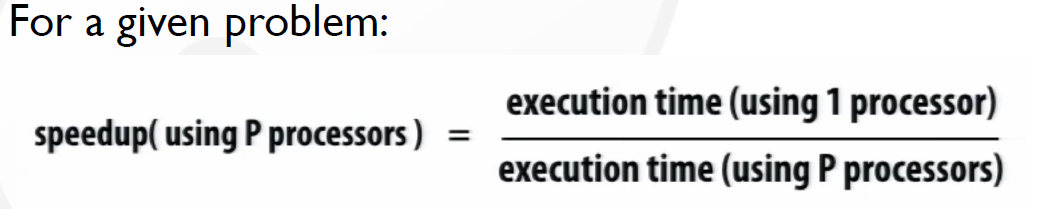 For a given problem:
execution time (using 1 processor)
speedup( using P processors ) =
execution time (using P processors)